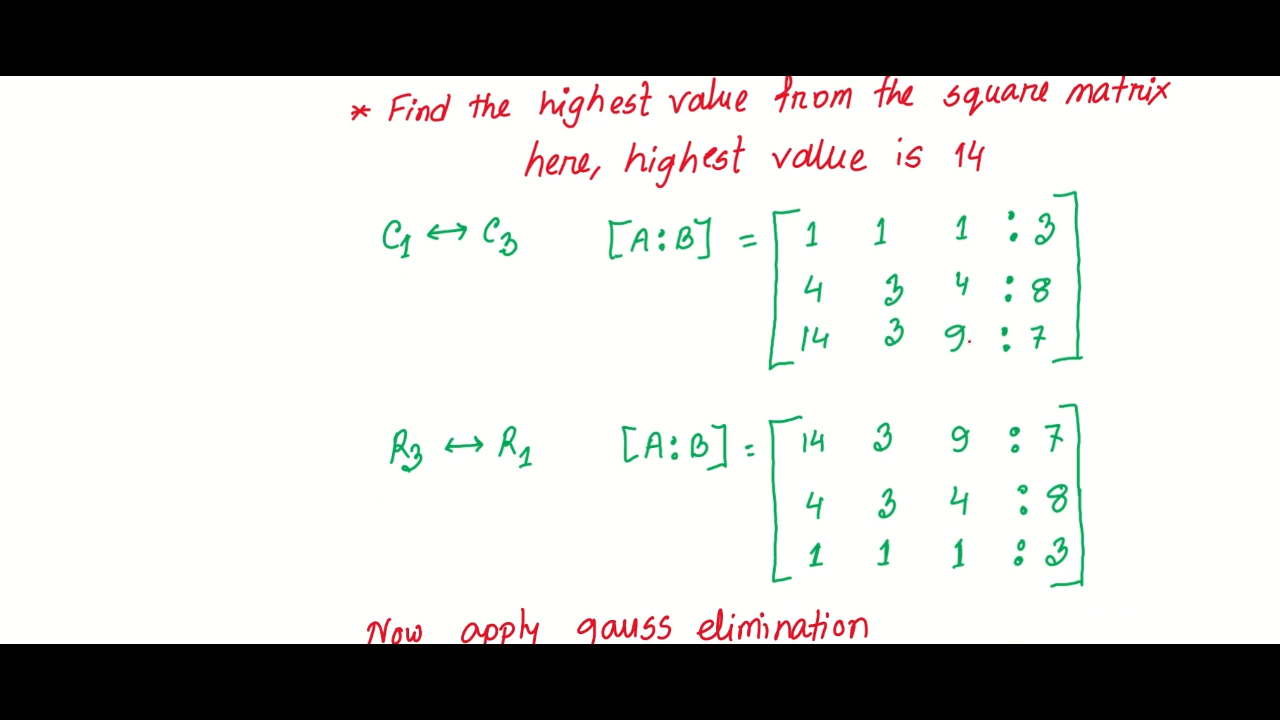 * Find the highest value from the square matrix
here, highest value is 14
C1 ↔ C3 [A:B] = [ 1 1 1 : 3
4 3 4 : 8
14 3 9 : 7 ]
R3 ↔ R1 [A:B] = [ 14 3 9 : 7
4 3 4 : 8
1 1 1 : 3 ]
Now apply gauss elimination